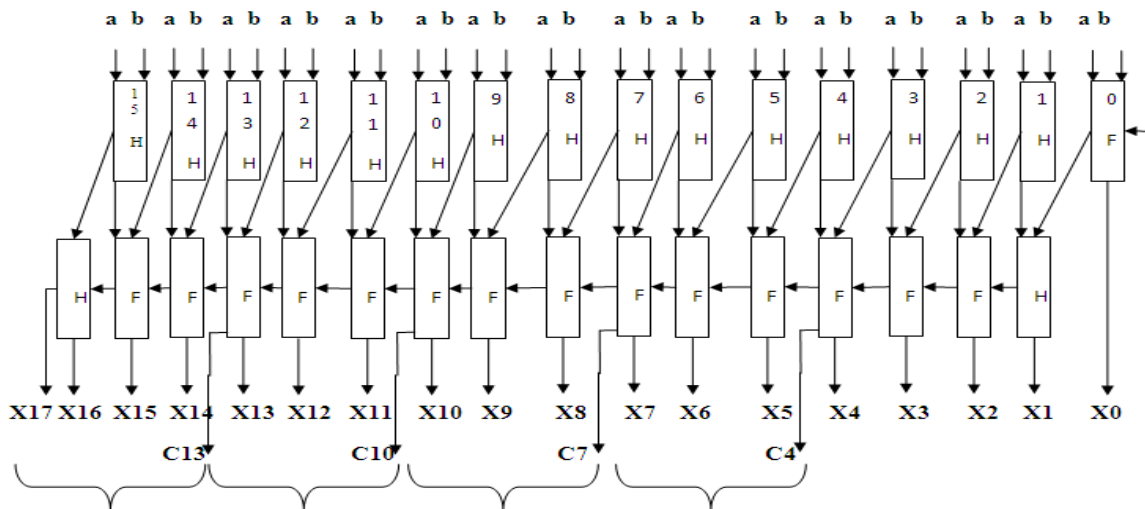 a b a b a b a b a b a b a b a b a b a b a b a b a b a b a b a b
15 14 13 12 11 10 9 8 7 6 5 4 3 2 1 0
H H H H H H H H H H H H H H H F
H F F F F F F F F F F F F F F H
X17 X16 X15 X14 X13 X12 X11 X10 X9 X8 X7 X6 X5 X4 X3 X2 X1 X0
C13 C10 C7 C4